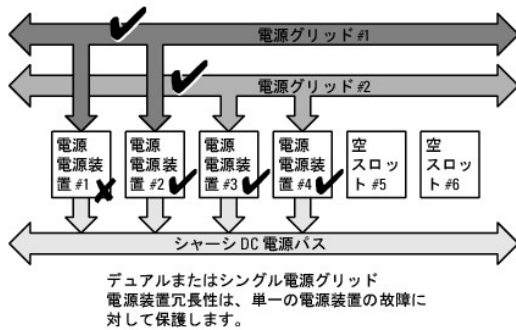 電源グリッド#1
電源グリッド#2
電源
電源装
置#1
電源
電源装
置#2
電源
電源装
置#3
電源
電源装
置#4
空
スロッ
ト#5
空
スロッ
ト#6
シャーシDC電源パス
デュアルまたはシングル電源グリッド
電源装置冗長性は、単一の電源装置の故障に
対して保護します。